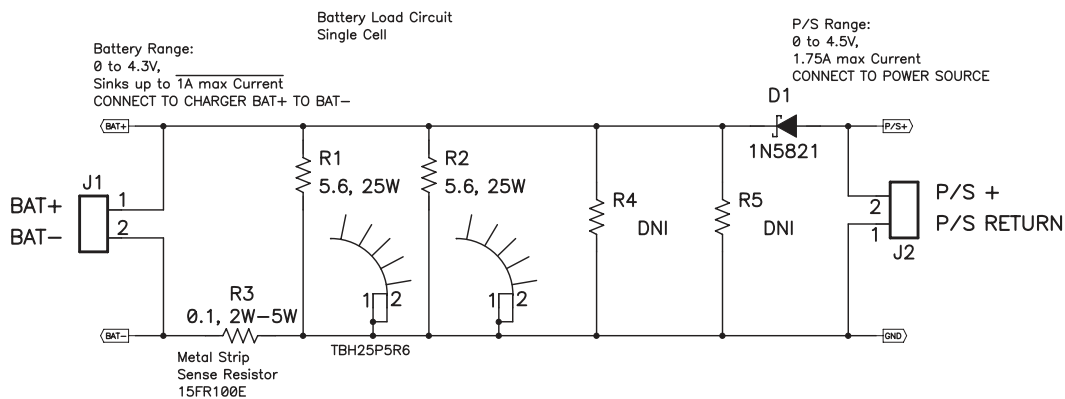 Battery Load Circuit
Single Cell
P/S Range:
0 to 4.5V,
1.75A max Current
CONNECT TO POWER SOURCE
Battery Range:
0 to 4.3V,
Sinks up to 1A max Current
CONNECT TO CHARGER BAT+ TO BAT-
D1
BAT+
P/S+
1N5821
R1
5.6, 25W
R2
5.6, 25W
J1
1
2
BAT+
BAT-
R4
DNI
R5
DNI
2
1
P/S +
P/S RETURN
J2
R3
0.1, 2W-5W
1 2
1 2
BAT-
GND
TBH25P5R6
Metal Strip
Sense Resistor
15FR100E